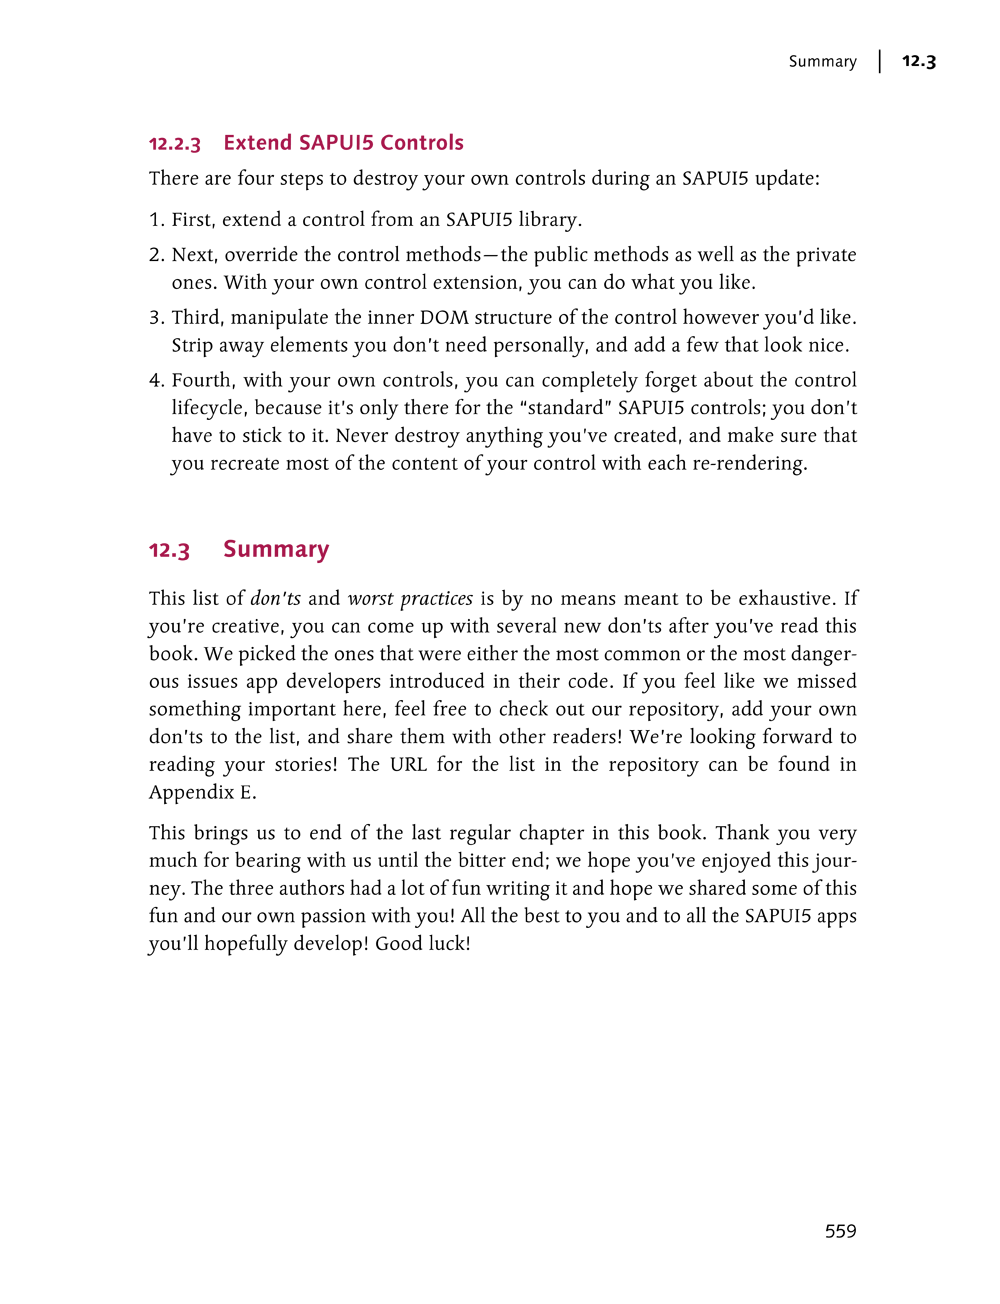 Summary | 12.3
12.2.3 Extend SAPUI5 Controls
There are four steps to destroy your own controls during an SAPUI5 update:
1. First, extend a control from an SAPUI5 library.
2. Next, override the control methods—the public methods as well as the private
ones. With your own control extension, you can do what you like.
3. Third, manipulate the inner DOM structure of the control however you'd like.
Strip away elements you don't need personally, and add a few that look nice.
4. Fourth, with your own controls, you can completely forget about the control
lifecycle, because it's only there for the “standard” SAPUI5 controls; you don't
have to stick to it. Never destroy anything you've created, and make sure that
you recreate most of the content of your control with each re-rendering.
12.3 Summary
This list of don'ts and worst practices is by no means meant to be exhaustive. If
you're creative, you can come up with several new don'ts after you've read this
book. We picked the ones that were either the most common or the most danger-
ous issues app developers introduced in their code. If you feel like we missed
something important here, feel free to check out our repository, add your own
don'ts to the list, and share them with other readers! We're looking forward to
reading your stories! The URL for the list in the repository can be found in
Appendix E.
This brings us to end of the last regular chapter in this book. Thank you very
much for bearing with us until the bitter end; we hope you've enjoyed this jour-
ney. The three authors had a lot of fun writing it and hope we shared some of this
fun and our own passion with you! All the best to you and to all the SAPUI5 apps
you'll hopefully develop! Good luck!
559